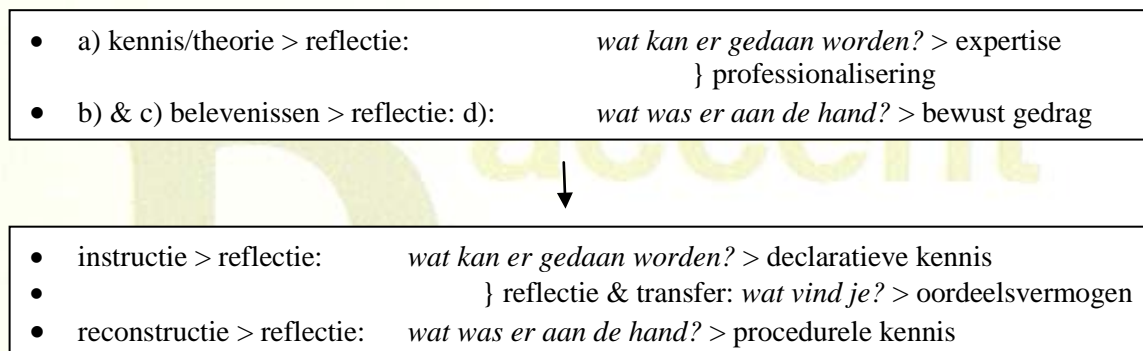 • a) kennis/theorie > reflectie: wat kan er gedaan worden? > expertise
} professionalisering
• b) & c) belevenissen > reflectie: d): wat was er aan de hand? > bewust gedrag
accent
• instructie > reflectie: wat kan er gedaan worden? > declaratieve kennis
• } reflectie & transfer: wat vind je? > oordeelsvermogen
• reconstructie > reflectie: wat was er aan de hand? > procedurele kennis